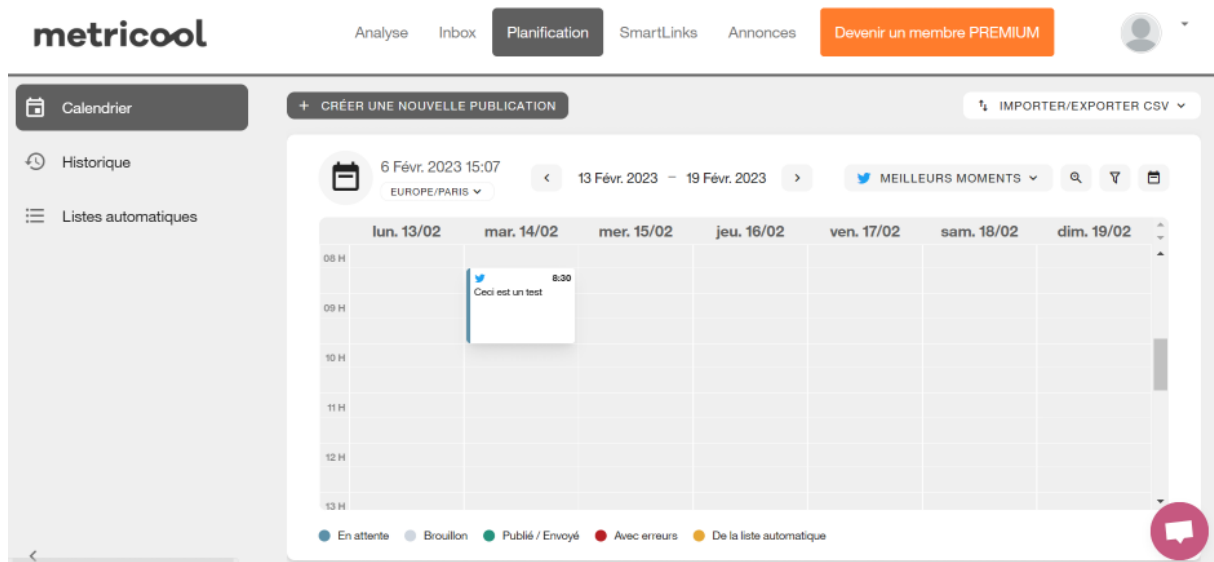 metricool
Analyse Inbox Planification SmartLinks Annonces Devenir un membre PREMIUM
Calendrier
Historique
Listes automatiques
+ CRÉER UNE NOUVELLE PUBLICATION
IMPORTER/EXPORTER CSV
6 Févr. 2023 15:07
EUROPE/PARIS
13 Févr. 2023 – 19 Févr. 2023
MEILLEURS MOMENTS
lun. 13/02 mar. 14/02 mer. 15/02 jeu. 16/02 ven. 17/02 sam. 18/02 dim. 19/02
08 H
8:30
Ceci est un test
09 H
10 H
11 H
12 H
13 H
En attente Brouillon Publié / Envoyé Avec erreurs De la liste automatique